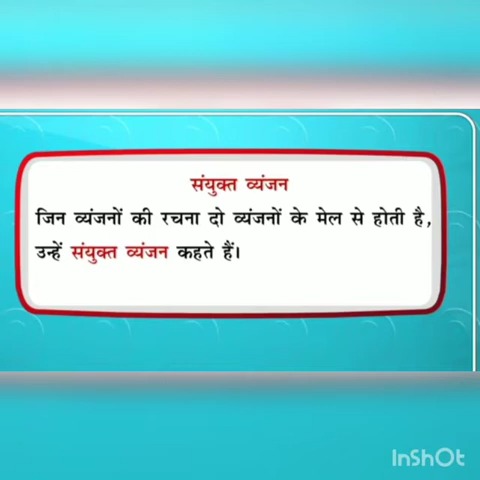 संयुक्त व्यंजन
जिन व्यंजनों की रचना दो व्यंजनों के मेल से होती है,
उन्हें संयुक्त व्यंजन कहते हैं।
InShOt